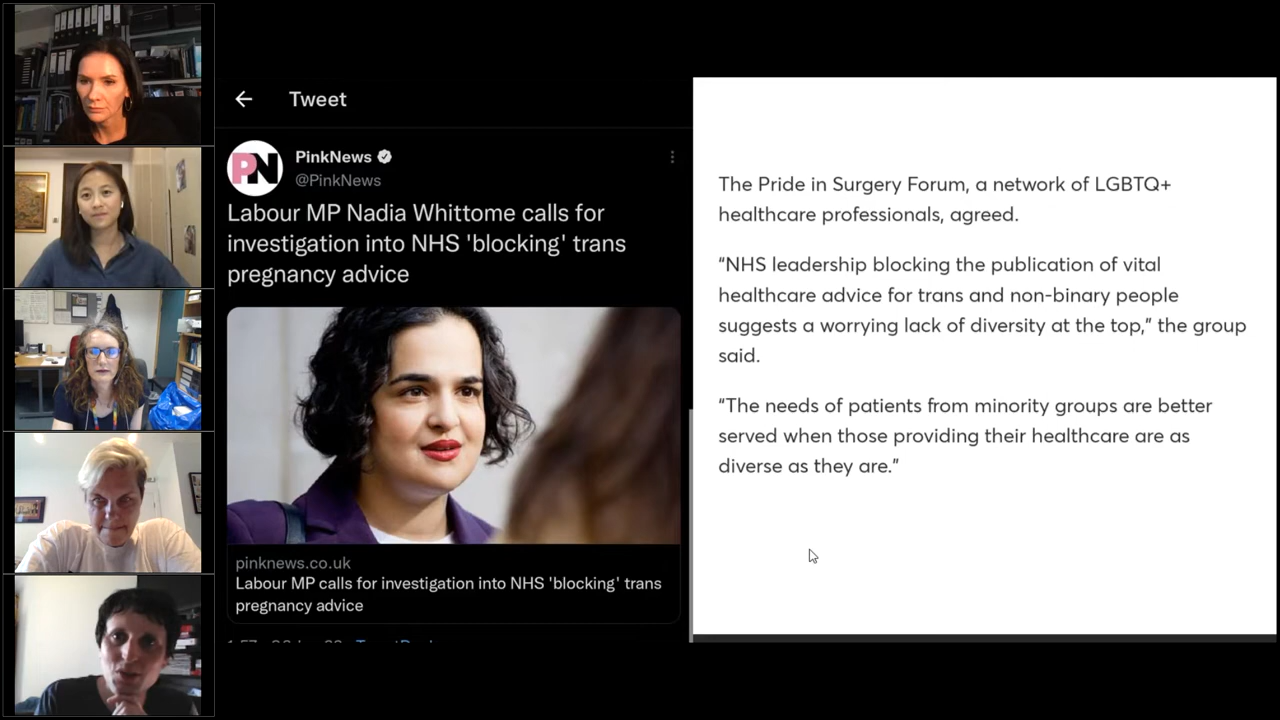 Tweet
PN
PinkNews
@PinkNews
Labour MP Nadia Whittome calls for
investigation into NHS 'blocking' trans
pregnancy advice
pinknews.co.uk
Labour MP calls for investigation into NHS 'blocking' trans
pregnancy advice
The Pride in Surgery Forum, a network of LGBTQ+
healthcare professionals, agreed.
“NHS leadership blocking the publication of vital
healthcare advice for trans and non-binary people
suggests a worrying lack of diversity at the top,” the group
said.
“The needs of patients from minority groups are better
served when those providing their healthcare are as
diverse as they are.”